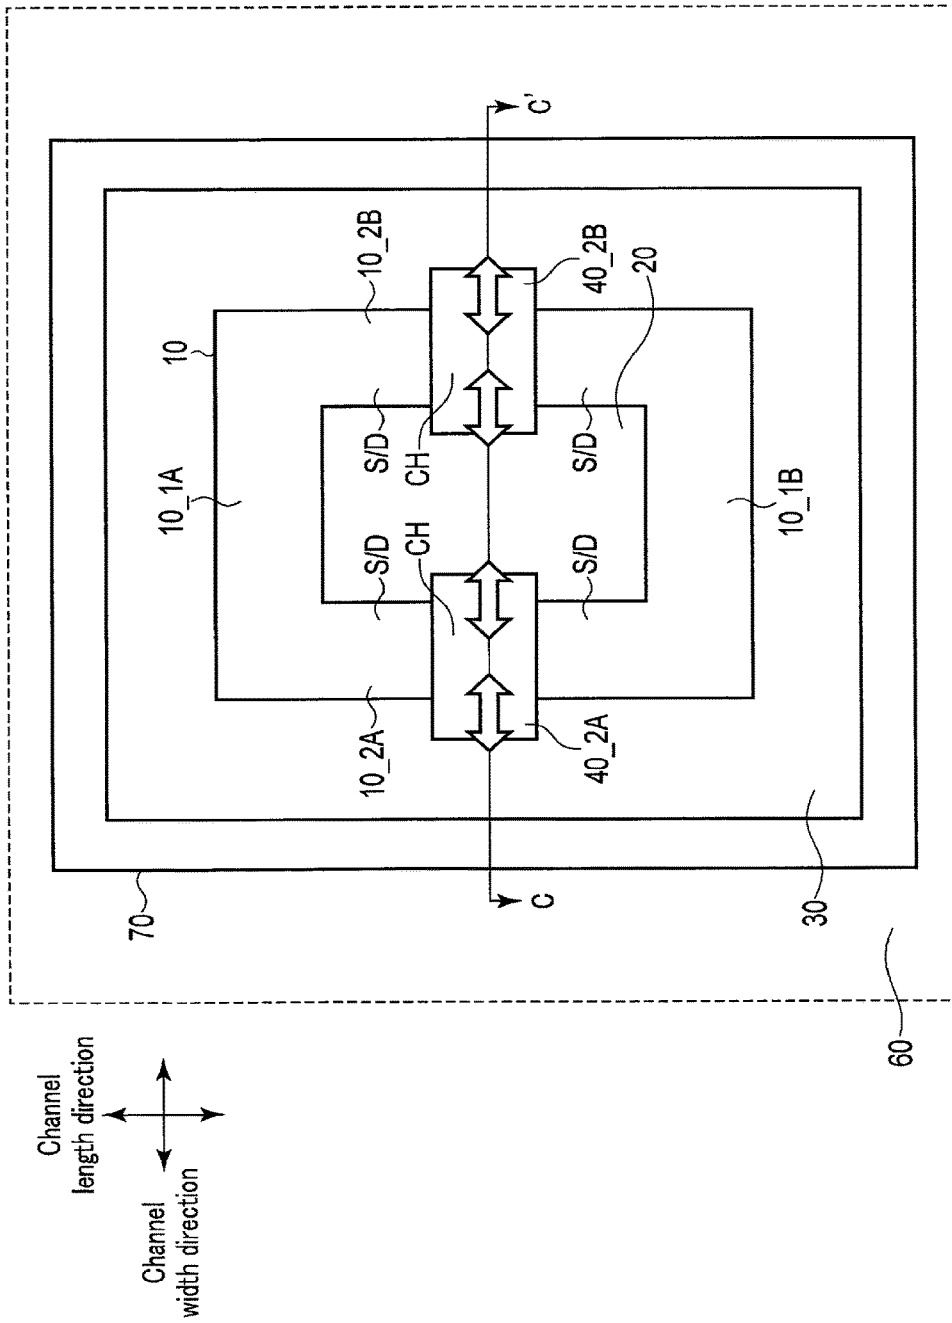 Channel
length direction
Channel
width direction
70
10_1A
10
10_2A
S/D
S/D
10_2B
CH
CH
C
C'
S/D
S/D
40_2A
40_2B
20
10_1B
30
60